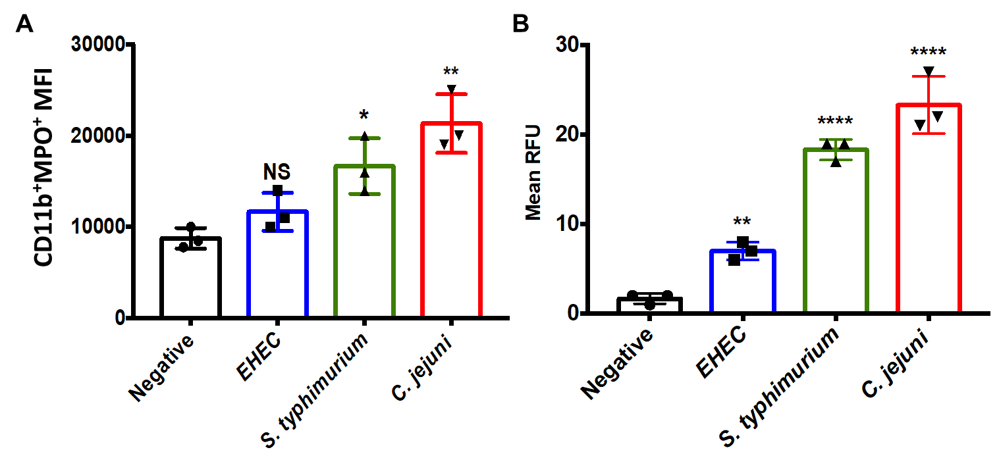 A
CD11b⁺MPO⁺ MFI
30000
20000
10000
0
NS
*
**
Negative
EHEC
S. typhimurium
C. jejuni
B
Mean RFU
30
20
10
0
**
****
****
Negative
EHEC
S. typhimurium
C. jejuni